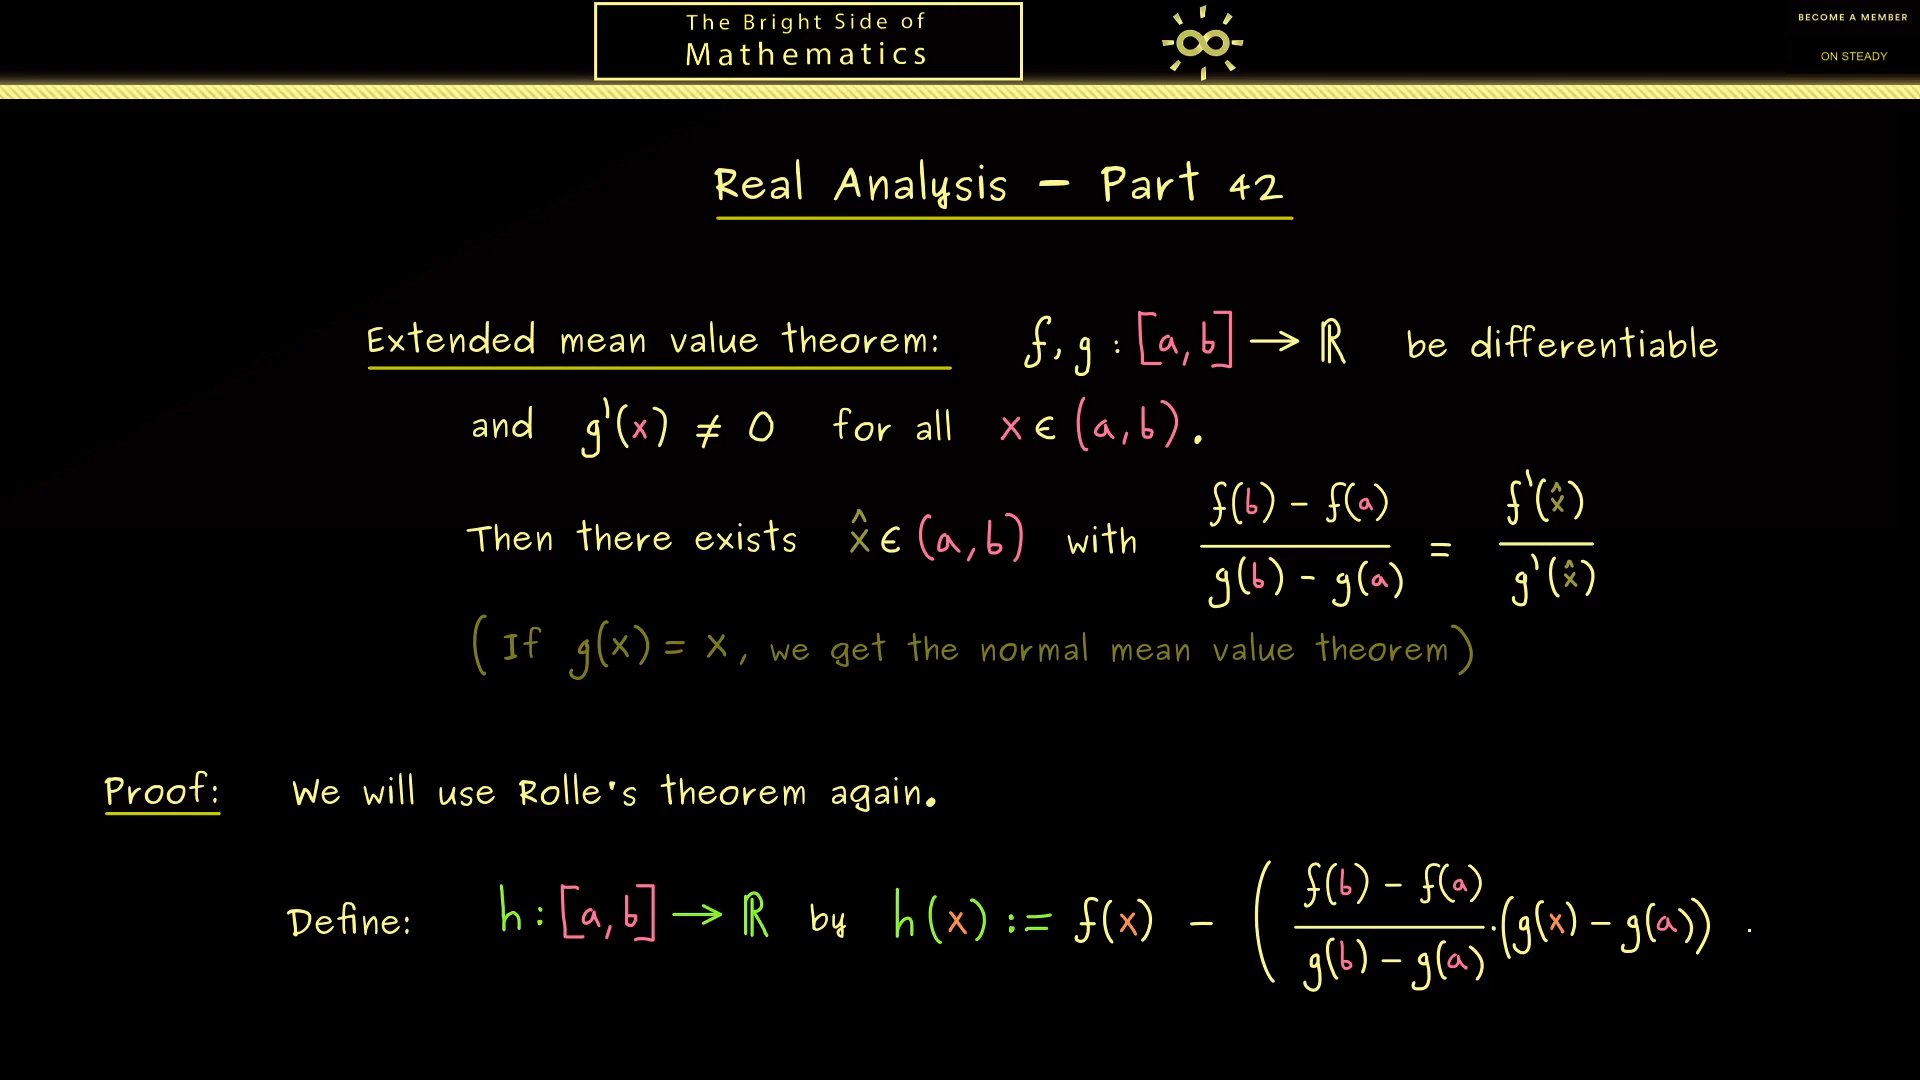 The Bright Side of
Mathematics
BECOME A MEMBER
ON STEADY
Real Analysis – Part 42
Extended mean value theorem: f, g : [a, b] → ℝ be differentiable
and g'(x) ≠ 0 for all x ∈ (a, b).
Then there exists x̂ ∈ (a, b) with (f(b) − f(a)) / (g(b) − g(a)) = f'(x̂) / g'(x̂)
(If g(x) = x, we get the normal mean value theorem)
Proof: We will use Rolle's theorem again.
Define: h : [a, b] → ℝ by h(x) := f(x) − ( (f(b) − f(a)) / (g(b) − g(a)) · (g(x) − g(a))